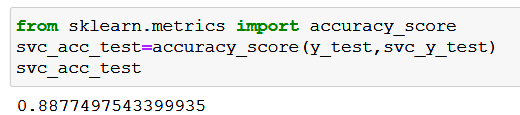 from sklearn.metrics import accuracy_score
svc_acc_test=accuracy_score(y_test,svc_y_test)
svc_acc_test
0.8877497543399935